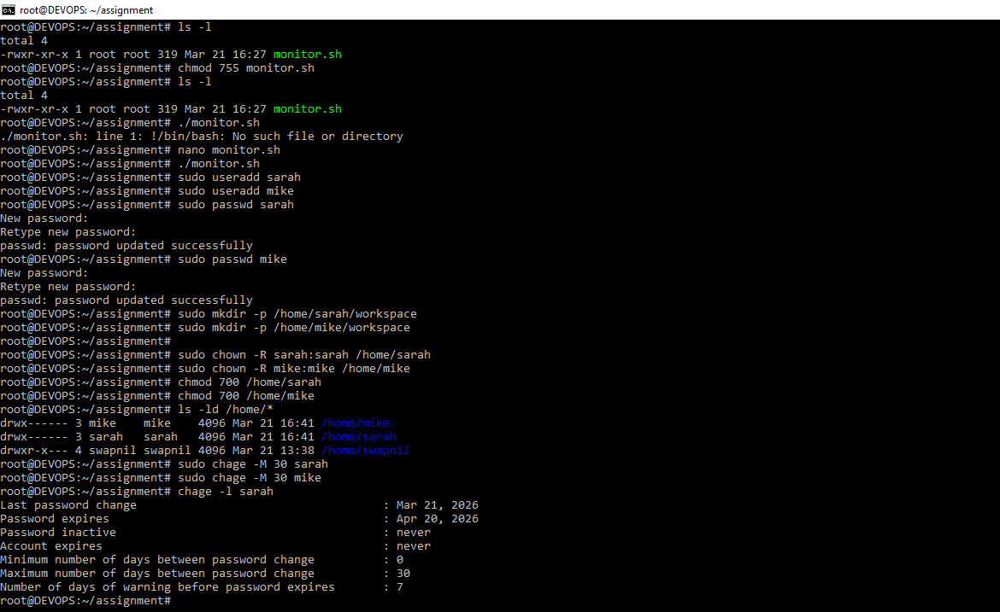 root@DEVOPS: ~/assignment
root@DEVOPS:~/assignment# ls -l
total 4
-rwxr-xr-x 1 root root 319 Mar 21 16:27 monitor.sh
root@DEVOPS:~/assignment# chmod 755 monitor.sh
root@DEVOPS:~/assignment# ls -l
total 4
-rwxr-xr-x 1 root root 319 Mar 21 16:27 monitor.sh
root@DEVOPS:~/assignment# ./monitor.sh
./monitor.sh: line 1: !/bin/bash: No such file or directory
root@DEVOPS:~/assignment# nano monitor.sh
root@DEVOPS:~/assignment# ./monitor.sh
root@DEVOPS:~/assignment# sudo useradd sarah
root@DEVOPS:~/assignment# sudo useradd mike
root@DEVOPS:~/assignment# sudo passwd sarah
New password:
Retype new password:
passwd: password updated successfully
root@DEVOPS:~/assignment# sudo passwd mike
New password:
Retype new password:
passwd: password updated successfully
root@DEVOPS:~/assignment# sudo mkdir -p /home/sarah/workspace
root@DEVOPS:~/assignment# sudo mkdir -p /home/mike/workspace
root@DEVOPS:~/assignment#
root@DEVOPS:~/assignment# sudo chown -R sarah:sarah /home/sarah
root@DEVOPS:~/assignment# sudo chown -R mike:mike /home/mike
root@DEVOPS:~/assignment# chmod 700 /home/sarah
root@DEVOPS:~/assignment# chmod 700 /home/mike
root@DEVOPS:~/assignment# ls -ld /home/*
drwx------ 3 mike    mike    4096 Mar 21 16:41 /home/mike
drwx------ 3 sarah   sarah   4096 Mar 21 16:41 /home/sarah
drwxr-x--- 4 swapnil swapnil 4096 Mar 21 13:38 /home/swapnil
root@DEVOPS:~/assignment# sudo chage -M 30 sarah
root@DEVOPS:~/assignment# sudo chage -M 30 mike
root@DEVOPS:~/assignment# chage -l sarah
Last password change                                    : Mar 21, 2026
Password expires                                        : Apr 20, 2026
Password inactive                                       : never
Account expires                                         : never
Minimum number of days between password change          : 0
Maximum number of days between password change          : 30
Number of days of warning before password expires       : 7
root@DEVOPS:~/assignment#